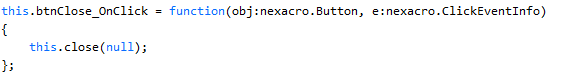 this.btnClose_OnClick = function(obj:nexacro.Button, e:nexacro.ClickEventInfo)
{
    this.close(null);
};